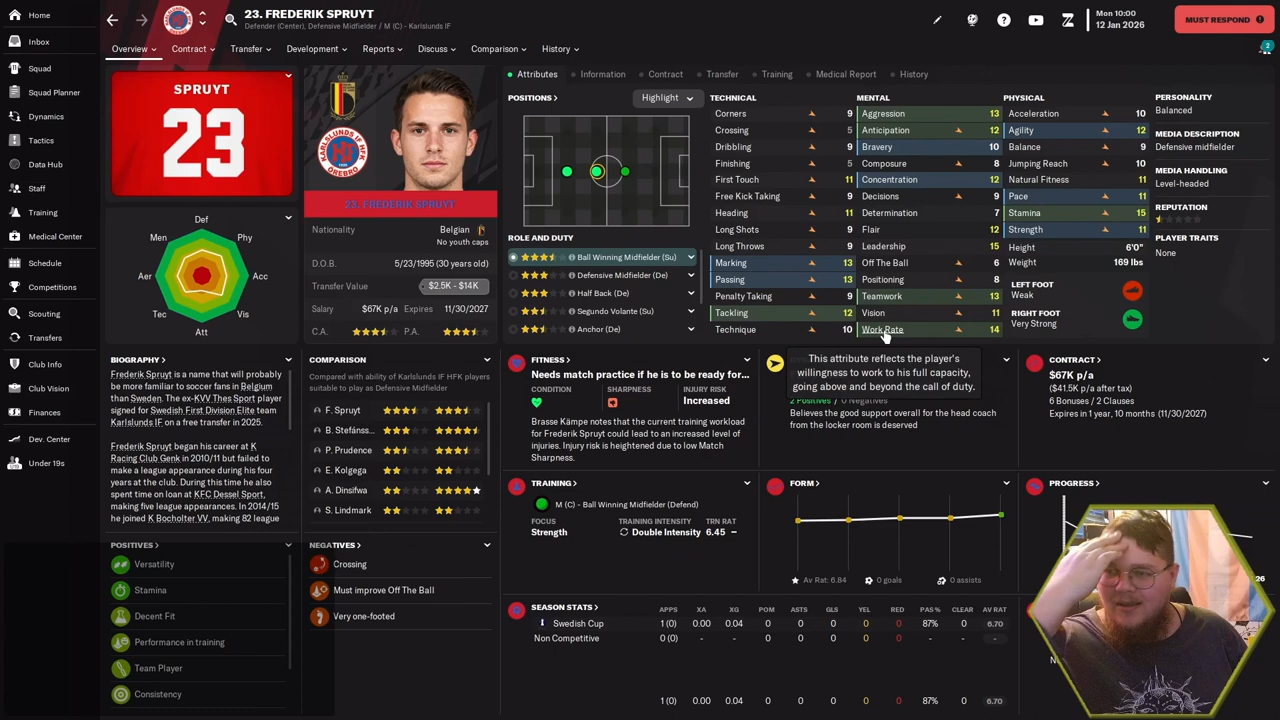 Home
Inbox
Squad
Squad Planner
Dynamics
Tactics
Data Hub
Staff
Training
Medical Center
Schedule
Competitions
Scouting
Transfers
Club Info
Club Vision
Finances
Dev. Center
Under 19s
23. FREDERIK SPRUYT
Defender (Center), Defensive Midfielder / M (C) - Karlslunds IF
Mon 10:00
12 Jan 2026
MUST RESPOND
2
Overview
Contract
Transfer
Development
Reports
Discuss
Comparison
History
SPRUYT
23
KARLSLUNDS IF HFK
ÖREBRO
23. FREDERIK SPRUYT
Nationality Belgian
No youth caps
D.O.B. 5/23/1995 (30 years old)
Transfer Value $2.5K - $14K
Salary $67K p/a 11/30/2027 Expires
C.A. P.A.
Def
Men Phy
Aer Acc
Tec Vis
Att
Attributes Information Contract Transfer Training Medical Report History
POSITIONS
Highlight
ROLE AND DUTY
Ball Winning Midfielder (Su)
Defensive Midfielder (De)
Half Back (De)
Segundo Volante (Su)
Anchor (De)
TECHNICAL
Corners 9
Crossing 5
Dribbling 9
Finishing 5
First Touch 11
Free Kick Taking 9
Heading 11
Long Shots 9
Long Throws 9
Marking 13
Passing 13
Penalty Taking 9
Tackling 12
Technique 10
MENTAL
Aggression 13
Anticipation 12
Bravery 10
Composure 8
Concentration 12
Decisions 9
Determination 7
Flair 12
Leadership 15
Off The Ball 6
Positioning 8
Teamwork 13
Vision 11
Work Rate 14
PHYSICAL
Acceleration 10
Agility 12
Balance 9
Jumping Reach 10
Natural Fitness 11
Pace 11
Stamina 15
Strength 11
Height 6'0"
Weight 169 lbs
LEFT FOOT
Weak
RIGHT FOOT
Very Strong
PERSONALITY
Balanced
MEDIA DESCRIPTION
Defensive midfielder
MEDIA HANDLING
Level-headed
REPUTATION
PLAYER TRAITS
None
This attribute reflects the player's
willingness to work to his full capacity,
going above and beyond the call of duty.
BIOGRAPHY
Frederik Spruyt is a name that will probably
be more familiar to soccer fans in Belgium
than Sweden. The ex-KVV Thes Sport player
signed for Swedish First Division Elite team
Karlslunds IF on a free transfer in 2025.
Frederik Spruyt began his career at K
Racing Club Genk in 2010/11 but failed to
make a league appearance during his four
years at the club. During this time he also
spent time on loan at KFC Dessel Sport,
making five league appearances. In 2014/15
he joined K Bocholter VV, making 82 league
COMPARISON
Compared with ability of Karlslunds IF HFK players
suitable to play as Defensive Midfielder
F. Spruyt
B. Stefánss...
P. Prudence
E. Kolgega
A. Dinsifwa
S. Lindmark
FITNESS
Needs match practice if he is to be ready for...
CONDITION SHARPNESS INJURY RISK
Increased
Brasse Kämpe notes that the current training workload
for Frederik Spruyt could lead to an increased level of
injuries. Injury risk is heightened due to low Match
Sharpness.
2 Positives / 0 Negatives
Believes the good support overall for the head coach
from the locker room is deserved
CONTRACT
$67K p/a
($41.5K p/a after tax)
6 Bonuses / 2 Clauses
Expires in 1 year, 10 months (11/30/2027)
TRAINING
M (C) - Ball Winning Midfielder (Defend)
FOCUS TRAINING INTENSITY TRN RAT
Strength Double Intensity 6.45
FORM
Av Rat: 6.84 0 goals 0 assists
PROGRESS
26
POSITIVES
Versatility
Stamina
Decent Fit
Performance in training
Team Player
Consistency
NEGATIVES
Crossing
Must improve Off The Ball
Very one-footed
SEASON STATS APPS XA XG POM ASTS GLS YEL RED PAS% CLEAR AV RAT
Swedish Cup 1 (0) 0.00 0.04 0 0 0 0 0 87% 0 6.70
Non Competitive 0 (0) - - 0 0 0 0 0 - - -
1 (0) 0.00 0.04 0 0 0 0 0 87% 0 6.70